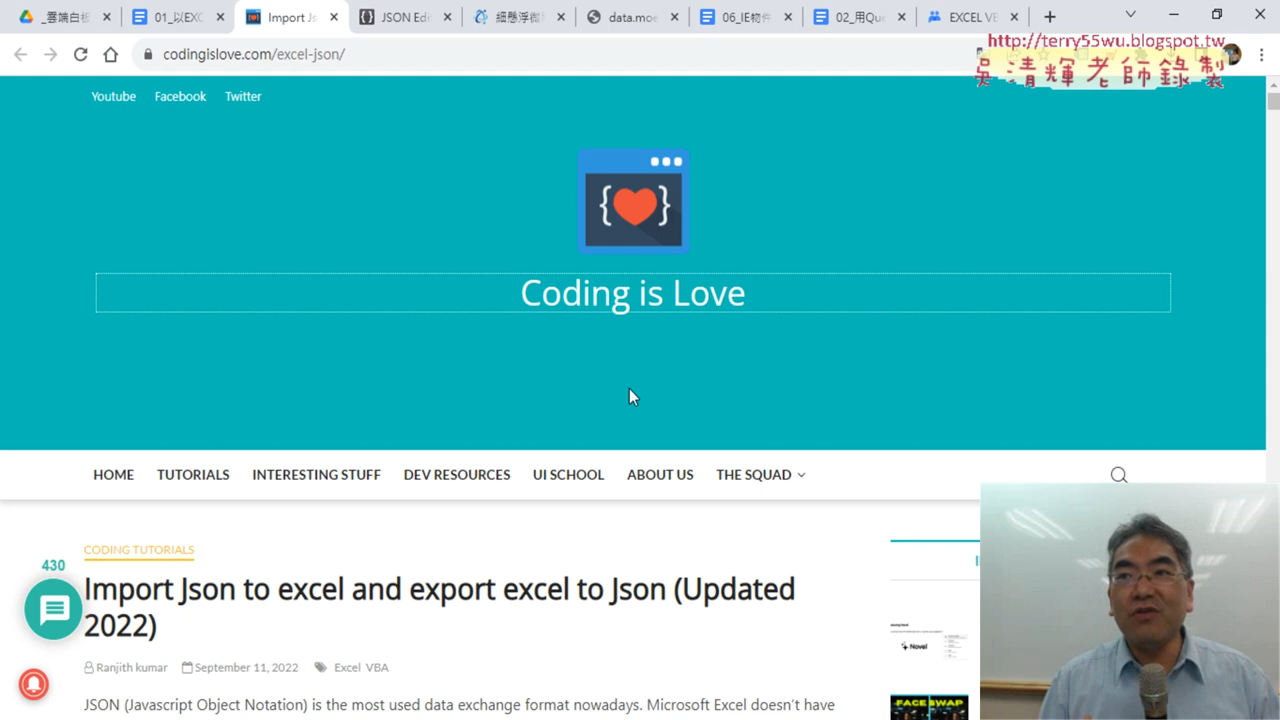 _雲端白板
01_以EXC
Import Js
JSON Edi
細懸浮微
data.moe
06_IE物件
02_用Que
EXCEL VB
codingislove.com/excel-json/
http://terry55wu.blogspot.tw
吳清輝老師錄製
Youtube Facebook Twitter
Coding is Love
HOME TUTORIALS INTERESTING STUFF DEV RESOURCES UI SCHOOL ABOUT US THE SQUAD
CODING TUTORIALS
430
Import Json to excel and export excel to Json (Updated
2022)
Ranjith kumar September 11, 2022 Excel VBA
JSON (Javascript Object Notation) is the most used data exchange format nowadays. Microsoft Excel doesn't have
Novel
FACE SWAP